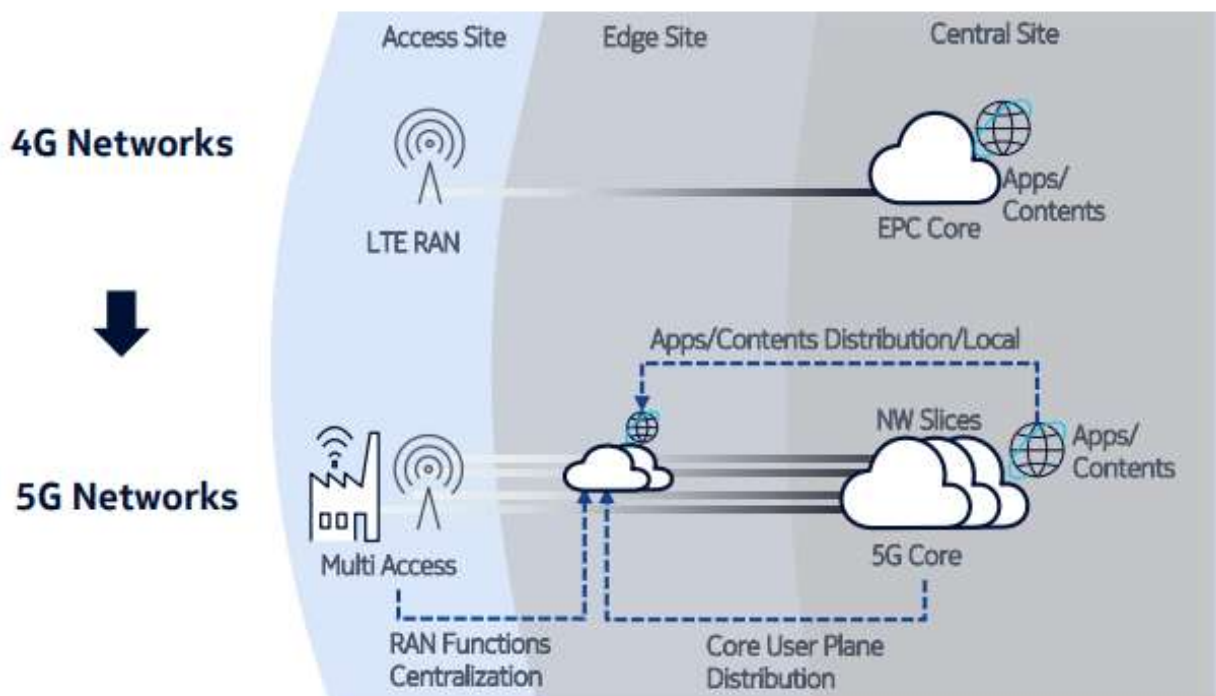 Access Site
Edge Site
Central Site
4G Networks
LTE RAN
EPC Core
Apps/
Contents
Apps/Contents Distribution/Local
NW Slices
Apps/
Contents
5G Networks
Multi Access
5G Core
RAN Functions
Centralization
Core User Plane
Distribution